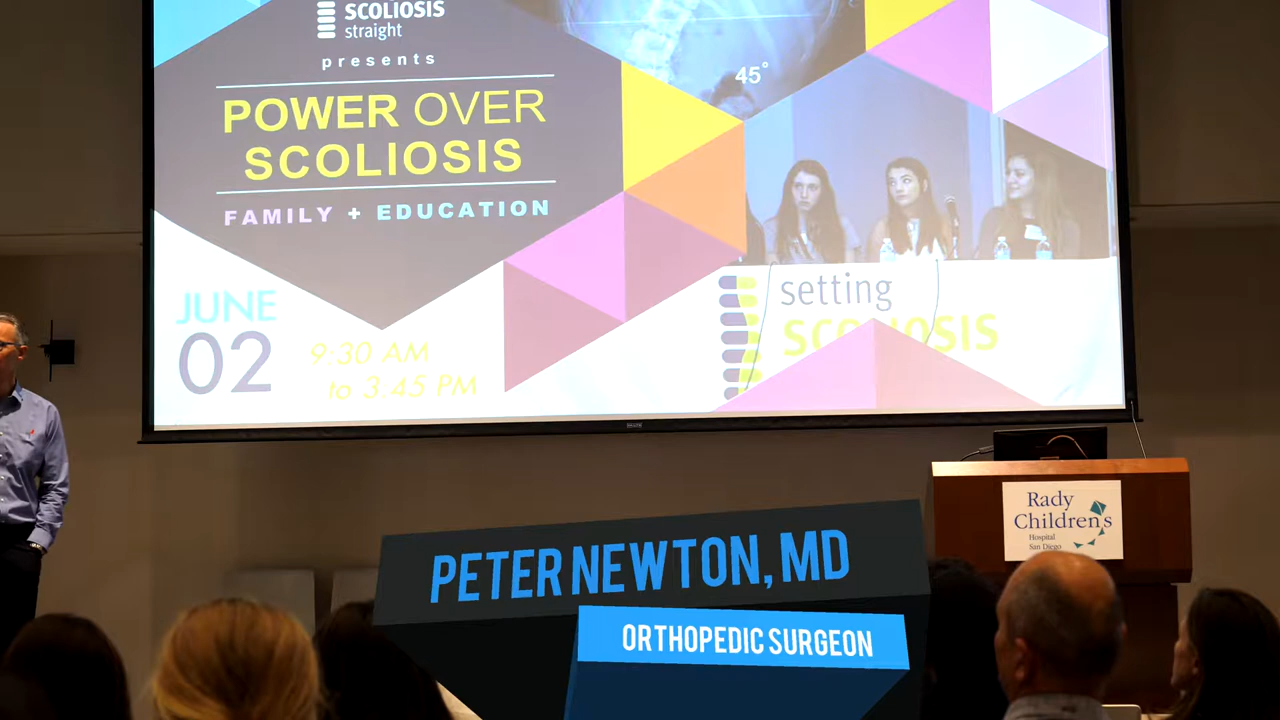 SCOLIOSIS
straight
presents
POWER OVER
SCOLIOSIS
FAMILY + EDUCATION
JUNE
02
9:30 AM
to 3:45 PM
45°
setting
SCOLIOSIS
Rady
Children's
Hospital
San Diego
PETER NEWTON, MD
ORTHOPEDIC SURGEON